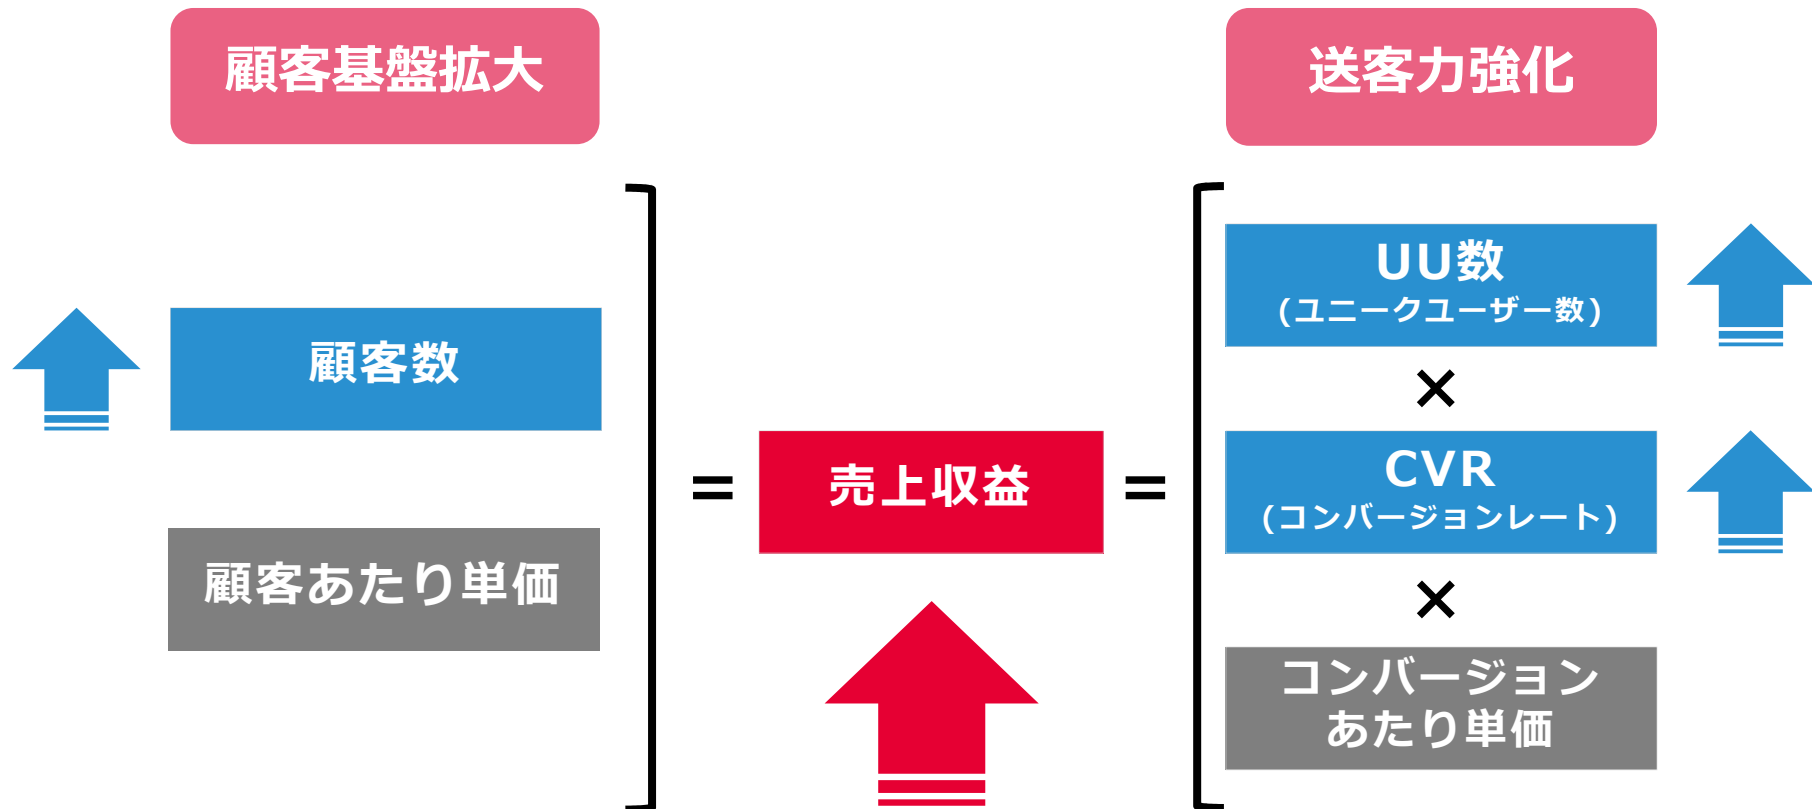 顧客基盤拡大
顧客数
顧客あたり単価
=
売上収益
=
送客力強化
UU数
(ユニークユーザー数)
×
CVR
(コンバージョンレート)
×
コンバージョン
あたり単価